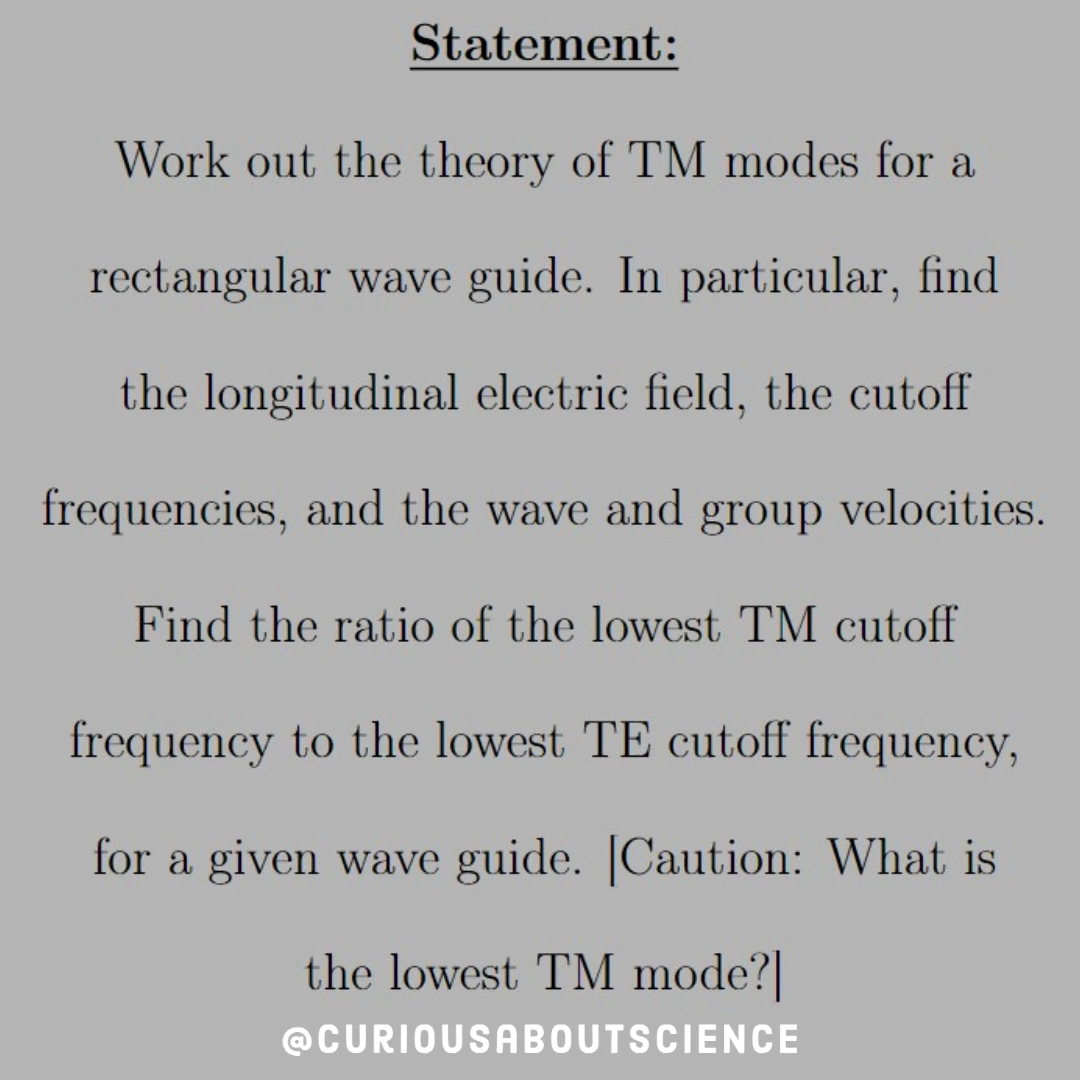 Statement:
Work out the theory of TM modes for a
rectangular wave guide. In particular, find
the longitudinal electric field, the cutoff
frequencies, and the wave and group velocities.
Find the ratio of the lowest TM cutoff
frequency to the lowest TE cutoff frequency,
for a given wave guide. [Caution: What is
the lowest TM mode?]
@CURIOUSABOUTSCIENCE